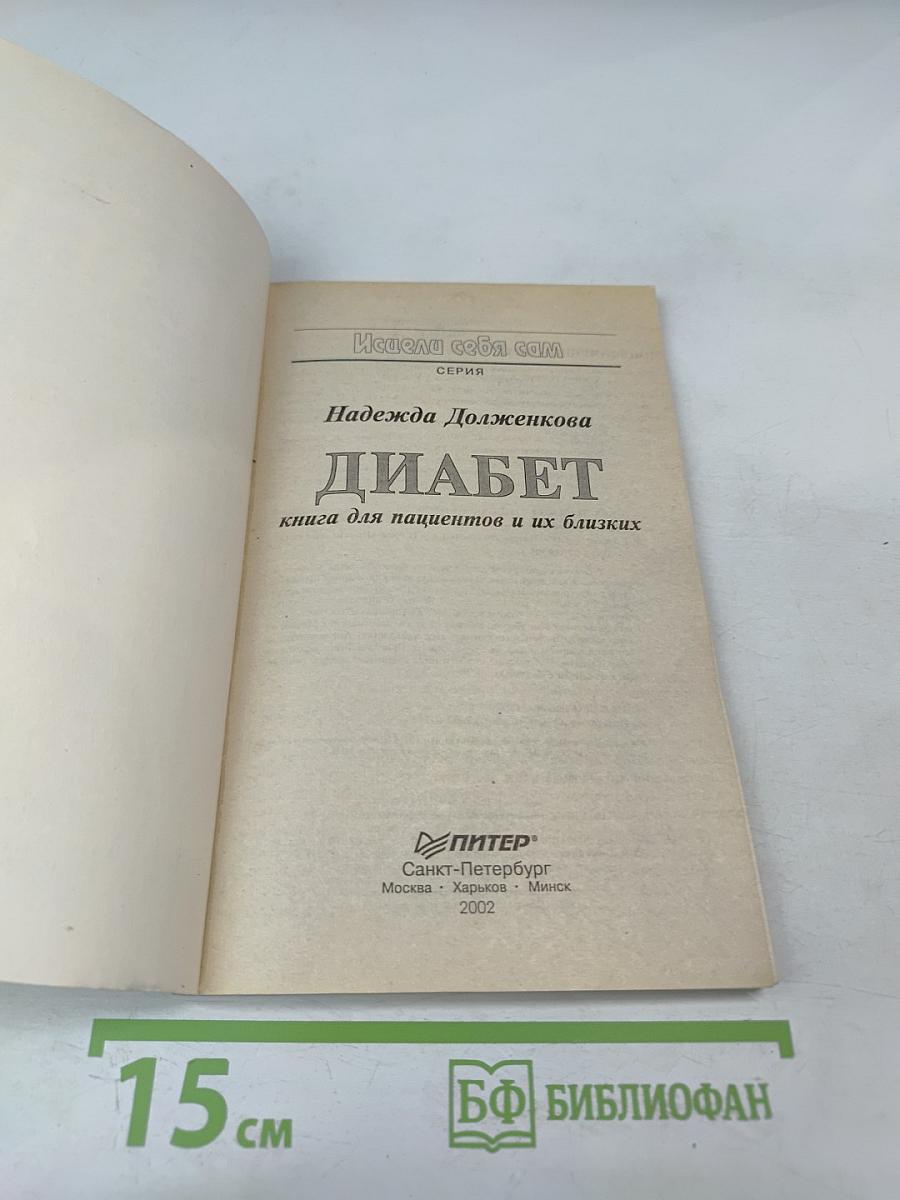 Исцели себя сам
СЕРИЯ
Надежда Долженкова
ДИАБЕТ
книга для пациентов и их близких
ПИТЕР®
Санкт-Петербург
Москва · Харьков · Минск
2002
15 см
БФ БИБЛИОФАН